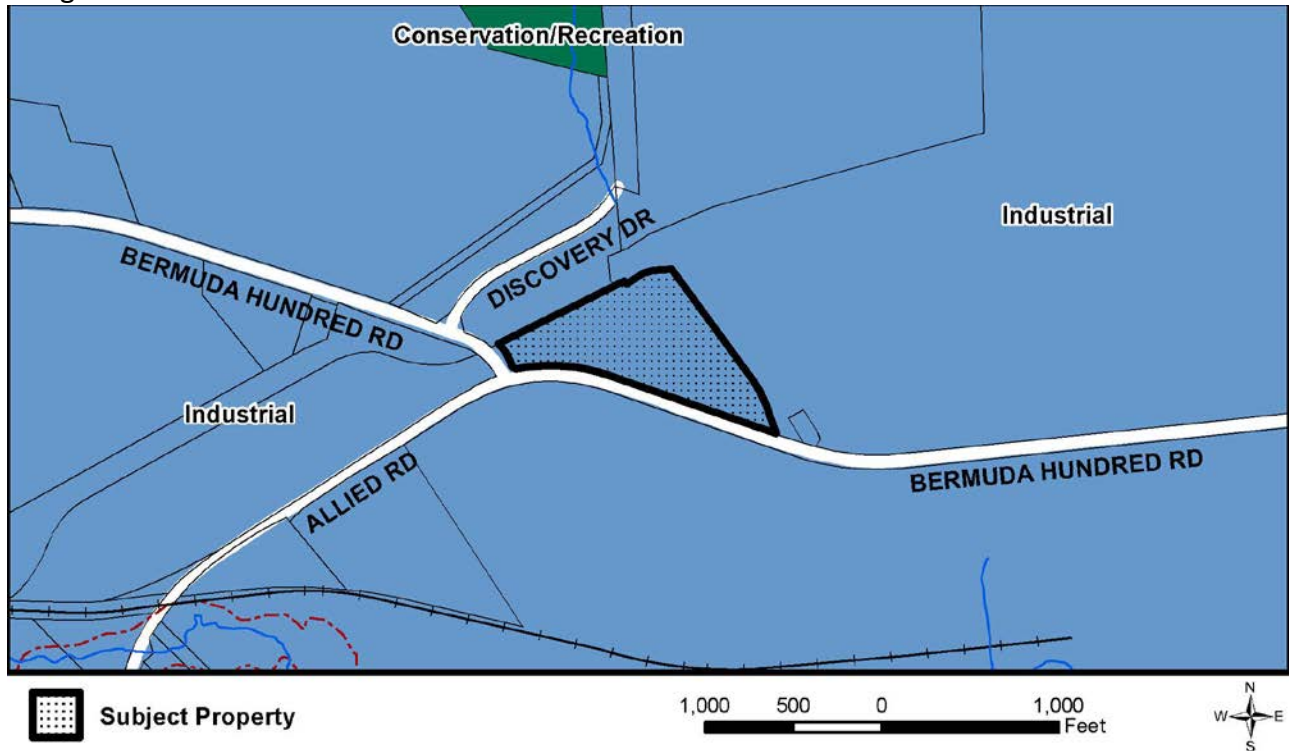 Conservation/Recreation
Industrial
DISCOVERY DR
BERMUDA HUNDRED RD
Industrial
ALLIED RD
BERMUDA HUNDRED RD
Subject Property
1,000 500 0 1,000
Feet
N
W E
S